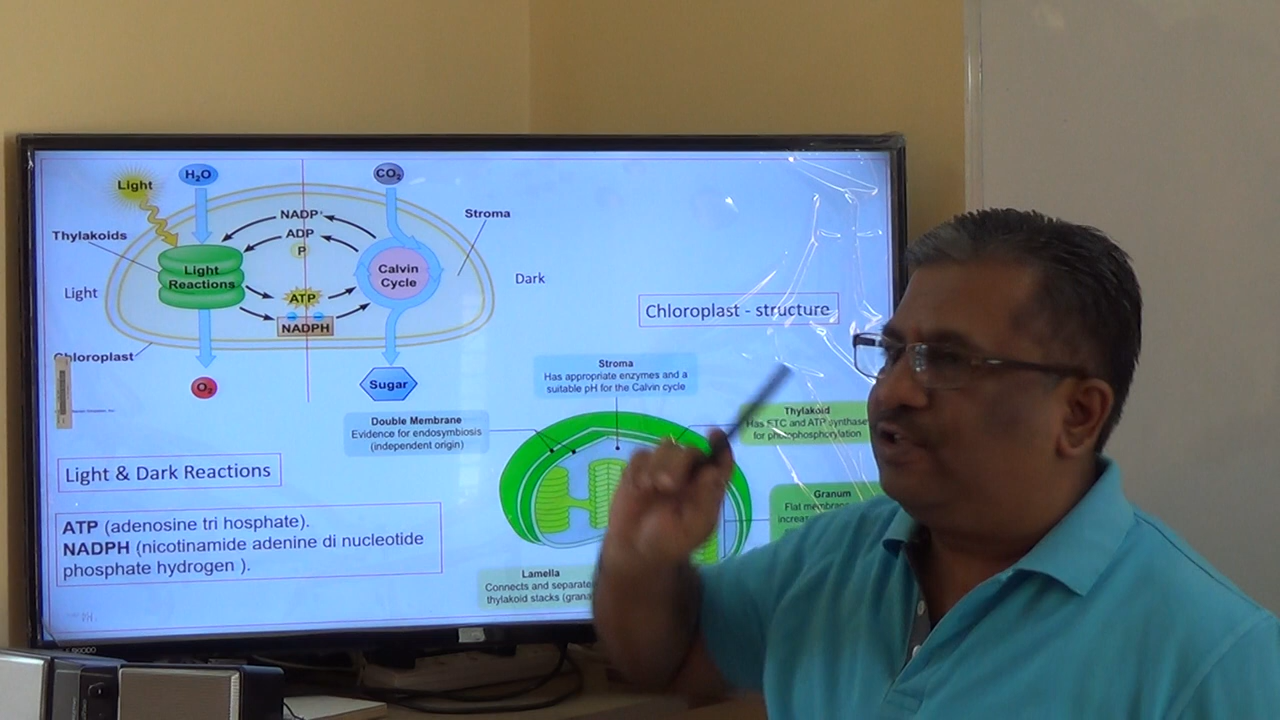 Light
H₂O
CO₂
NADP⁺
ADP
P
Stroma
Thylakoids
Light
Reactions
Calvin
Cycle
Light
Dark
ATP
NADPH
Chloroplast
O₂
Sugar
Chloroplast - structure
Stroma
Has appropriate enzymes and a
suitable pH for the Calvin cycle
Double Membrane
Evidence for endosymbiosis
(independent origin)
Thylakoid
Has ETC and ATP synthase
for photophosphorylation
Granum
Flat
Light & Dark Reactions
ATP (adenosine tri hosphate).
NADPH (nicotinamide adenine di nucleotide
phosphate hydrogen ).
Lamella
Connects and
thylakoid stacks